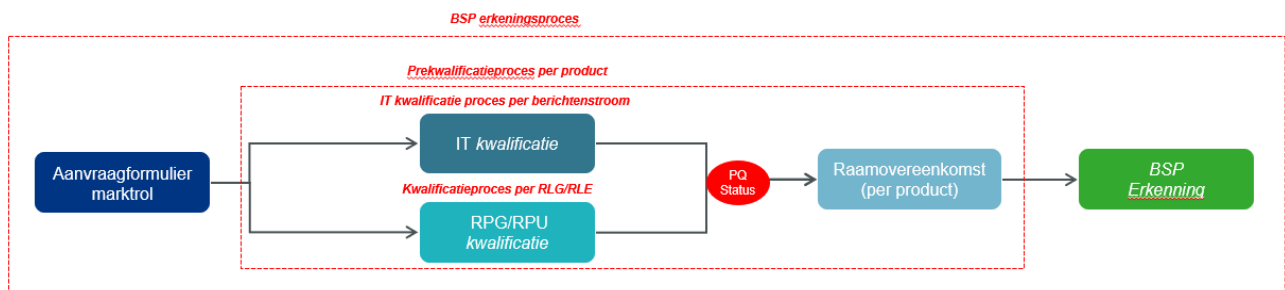 BSP erkeningsproces
Prekwalificatieproces per product
IT kwalificatie proces per berichtenstroom
IT kwalificatie
Aanvraagformulier
marktrol
Kwalificatieproces per RLG/RLE
RPG/RPU
kwalificatie
PQ
Status
Raamovereenkomst
(per product)
BSP
Erkenning